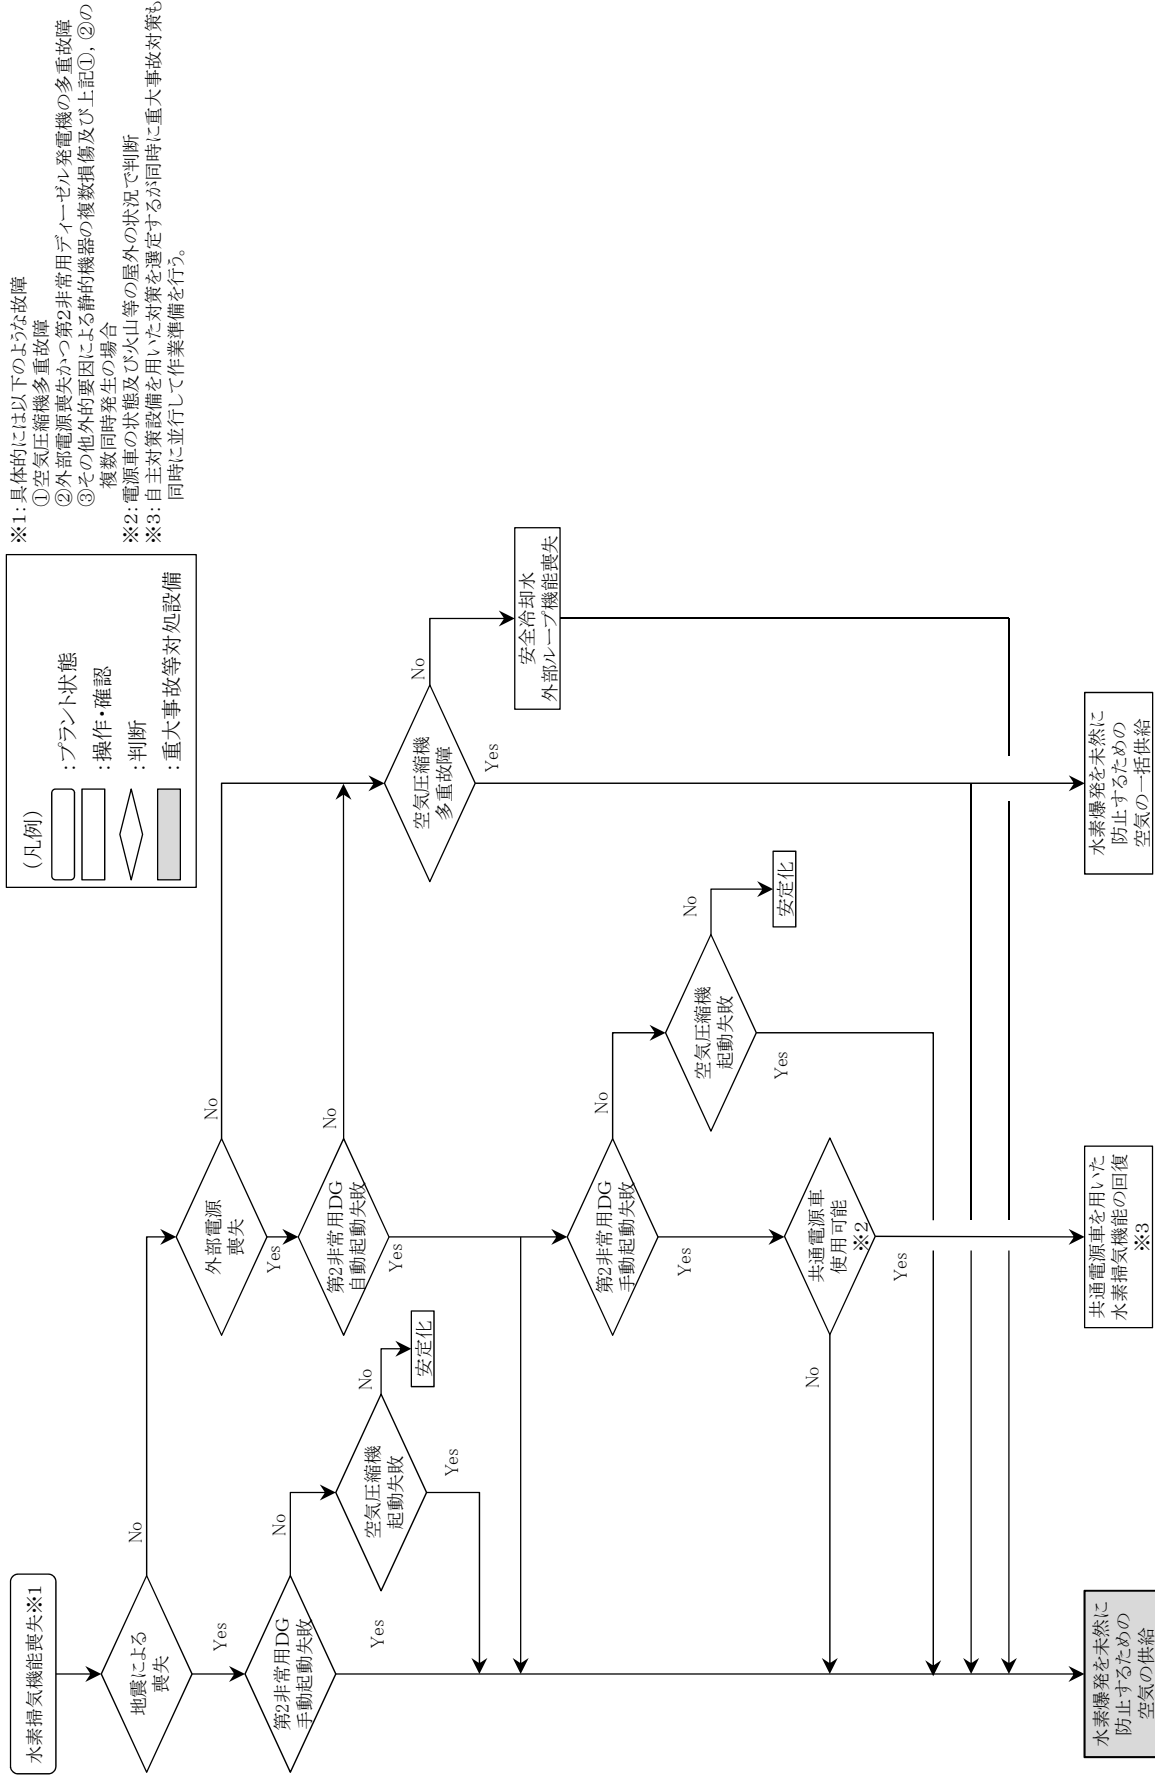 水素掃気機能喪失※1
地震による
喪失
No
Yes
第2非常用DG
手動起動失敗
No
Yes
空気圧縮機
起動失敗
No
Yes
安定化
外部電源
喪失
No
Yes
第2非常用DG
自動起動失敗
No
Yes
第2非常用DG
手動起動失敗
No
Yes
空気圧縮機
起動失敗
No
Yes
安定化
共通電源車
使用可能
※2
No
Yes
空気圧縮機
多重故障
No
Yes
安全冷却水
外部ループ機能喪失
水素爆発を未然に
防止するための
空気の供給
共通電源車を用いた
水素掃気機能の回復
※3
水素爆発を未然に
防止するための
空気の一括供給
(凡例)
:プラント状態
:操作・確認
:判断
:重大事故等対処設備
※1:具体的には以下のような故障
①空気圧縮機多重故障
②外部電源喪失かつ第2非常用ディーゼル発電機の多重故障
③その他外的要因による静的機器の複数損傷及び上記①,②の
複数同時発生の場合
※2:電源車の状態及び火山等の屋外の状況で判断
※3:自主対策設備を用いた対策を選定するが同時に重大事故対策も
同時に並行して作業準備を行う。